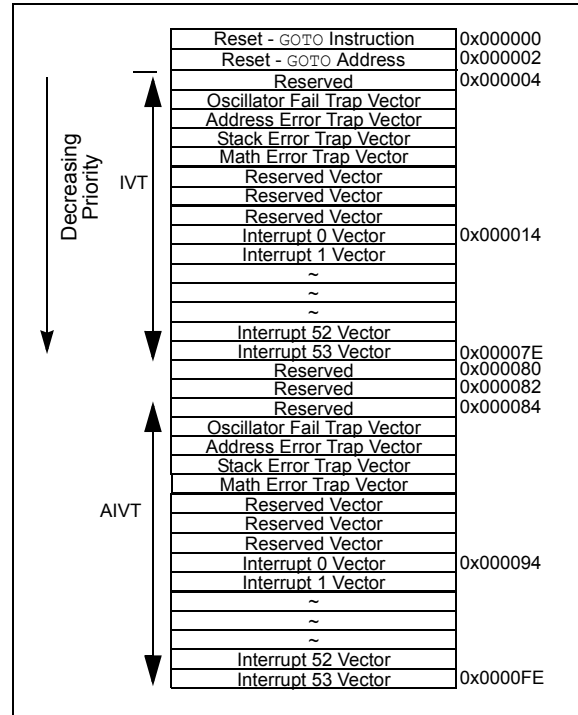 Reset - GOTO Instruction 0x000000
Reset - GOTO Address 0x000002
Reserved 0x000004
Oscillator Fail Trap Vector
Address Error Trap Vector
Stack Error Trap Vector
Math Error Trap Vector
Reserved Vector
Reserved Vector
Reserved Vector
Interrupt 0 Vector 0x000014
Interrupt 1 Vector
~
~
~
Interrupt 52 Vector
Interrupt 53 Vector 0x00007E
Reserved 0x000080
Reserved 0x000082
Reserved 0x000084
Oscillator Fail Trap Vector
Address Error Trap Vector
Stack Error Trap Vector
Math Error Trap Vector
Reserved Vector
Reserved Vector
Reserved Vector
Interrupt 0 Vector 0x000094
Interrupt 1 Vector
~
~
~
Interrupt 52 Vector
Interrupt 53 Vector 0x0000FE
Decreasing
Priority
IVT
AIVT